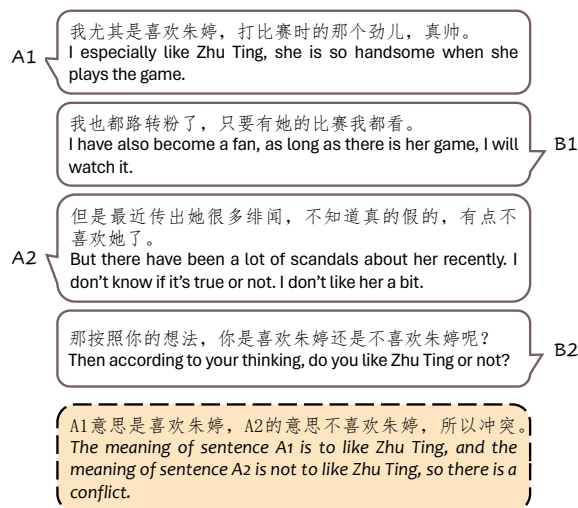 我尤其是喜欢朱婷，打比赛时的那个劲儿，真帅。
I especially like Zhu Ting, she is so handsome when she
plays the game.
A1
我也都路转粉了，只要有她的比赛我都看。
I have also become a fan, as long as there is her game, I will
watch it.
B1
但是最近传出她很多绯闻，不知道真的假的，有点不
喜欢她了。
But there have been a lot of scandals about her recently. I
don't know if it's true or not. I don't like her a bit.
A2
那按照你的想法，你是喜欢朱婷还是不喜欢朱婷呢？
Then according to your thinking, do you like Zhu Ting or not?
B2
A1意思是喜欢朱婷，A2的意思不喜欢朱婷，所以冲突。
The meaning of sentence A1 is to like Zhu Ting, and the
meaning of sentence A2 is not to like Zhu Ting, so there is a
conflict.